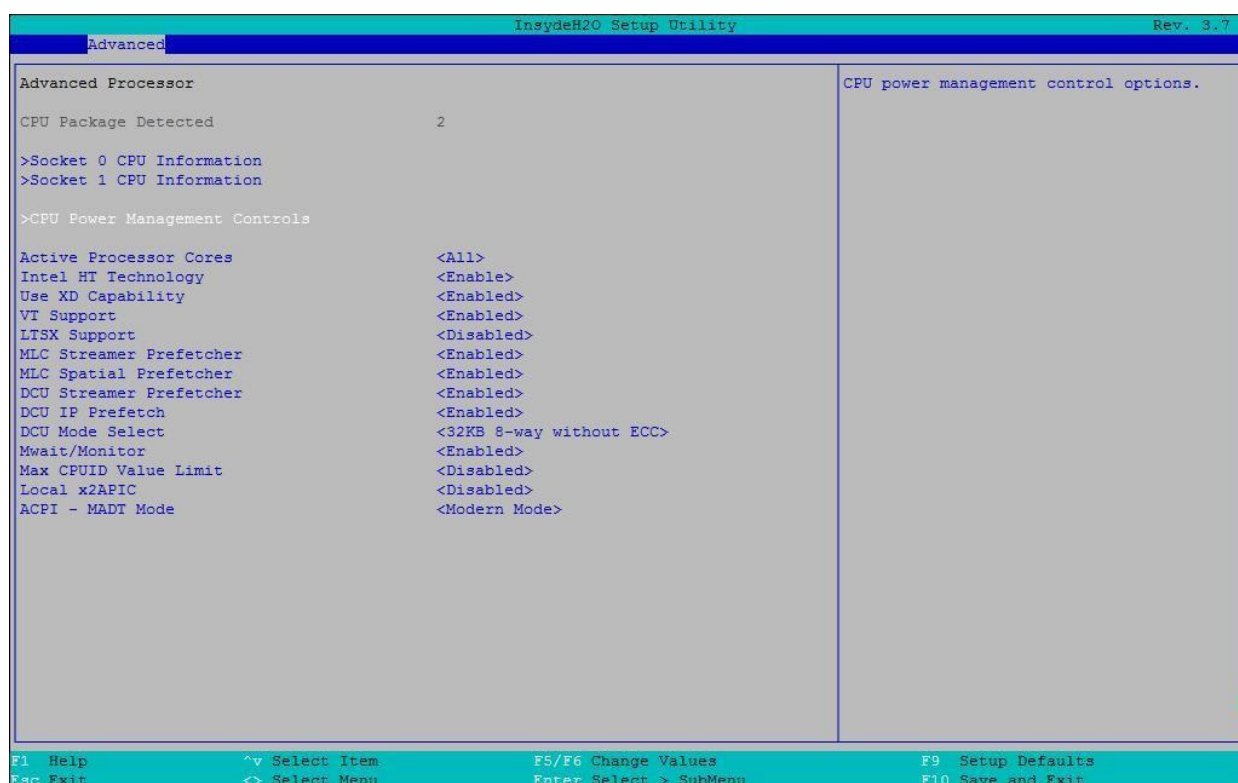 InsydeH2O Setup Utility Rev. 3.7
Advanced
Advanced Processor
CPU power management control options.
CPU Package Detected 2
>Socket 0 CPU Information
>Socket 1 CPU Information
>CPU Power Management Controls
Active Processor Cores <All>
Intel HT Technology <Enable>
Use XD Capability <Enabled>
VT Support <Enabled>
LTSX Support <Disabled>
MLC Streamer Prefetcher <Enabled>
MLC Spatial Prefetcher <Enabled>
DCU Streamer Prefetcher <Enabled>
DCU IP Prefetch <Enabled>
DCU Mode Select <32KB 8-way without ECC>
Mwait/Monitor <Enabled>
Max CPUID Value Limit <Disabled>
Local x2APIC <Disabled>
ACPI - MADT Mode <Modern Mode>
F1 Help ^v Select Item F5/F6 Change Values F9 Setup Defaults
Esc Exit <> Select Menu Enter Select > SubMenu F10 Save and Exit